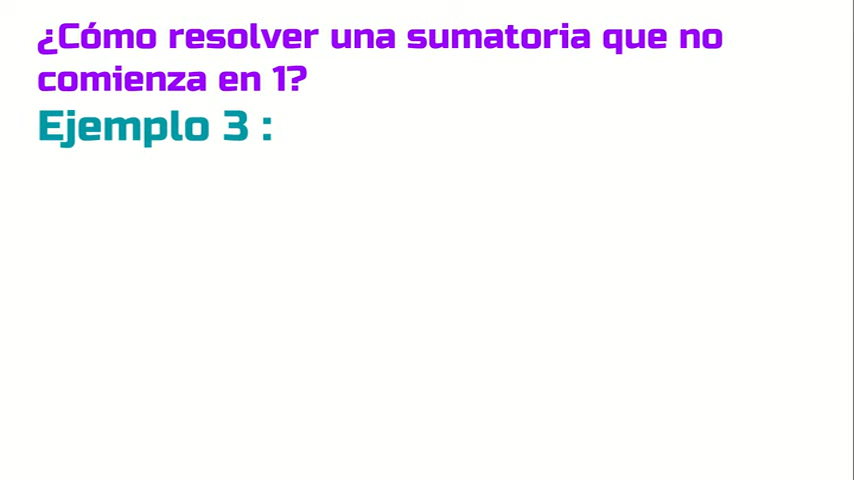 ¿Cómo resolver una sumatoria que no
comienza en 1?
Ejemplo 3 :